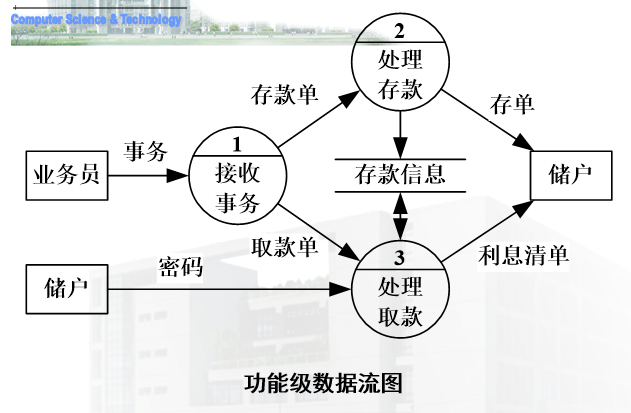 Computer Science & Technology
2
处理
存款
存款单
存单
事务
1
接收
事务
业务员
存款信息
储户
取款单
密码
储户
3
处理
取款
利息清单
功能级数据流图